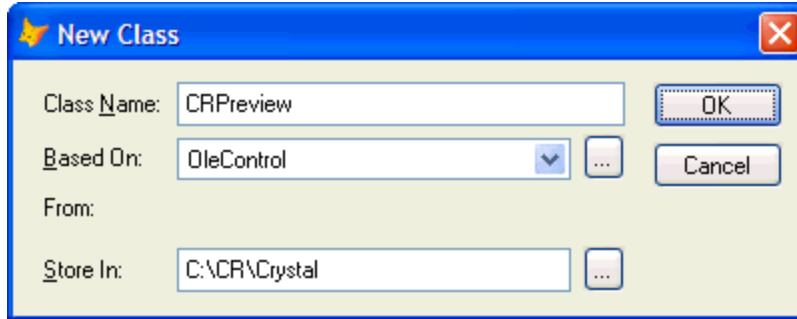 New Class
Class Name: CRPreview OK
Based On: OleControl ... Cancel
From:
Store In: C:\CR\Crystal ...